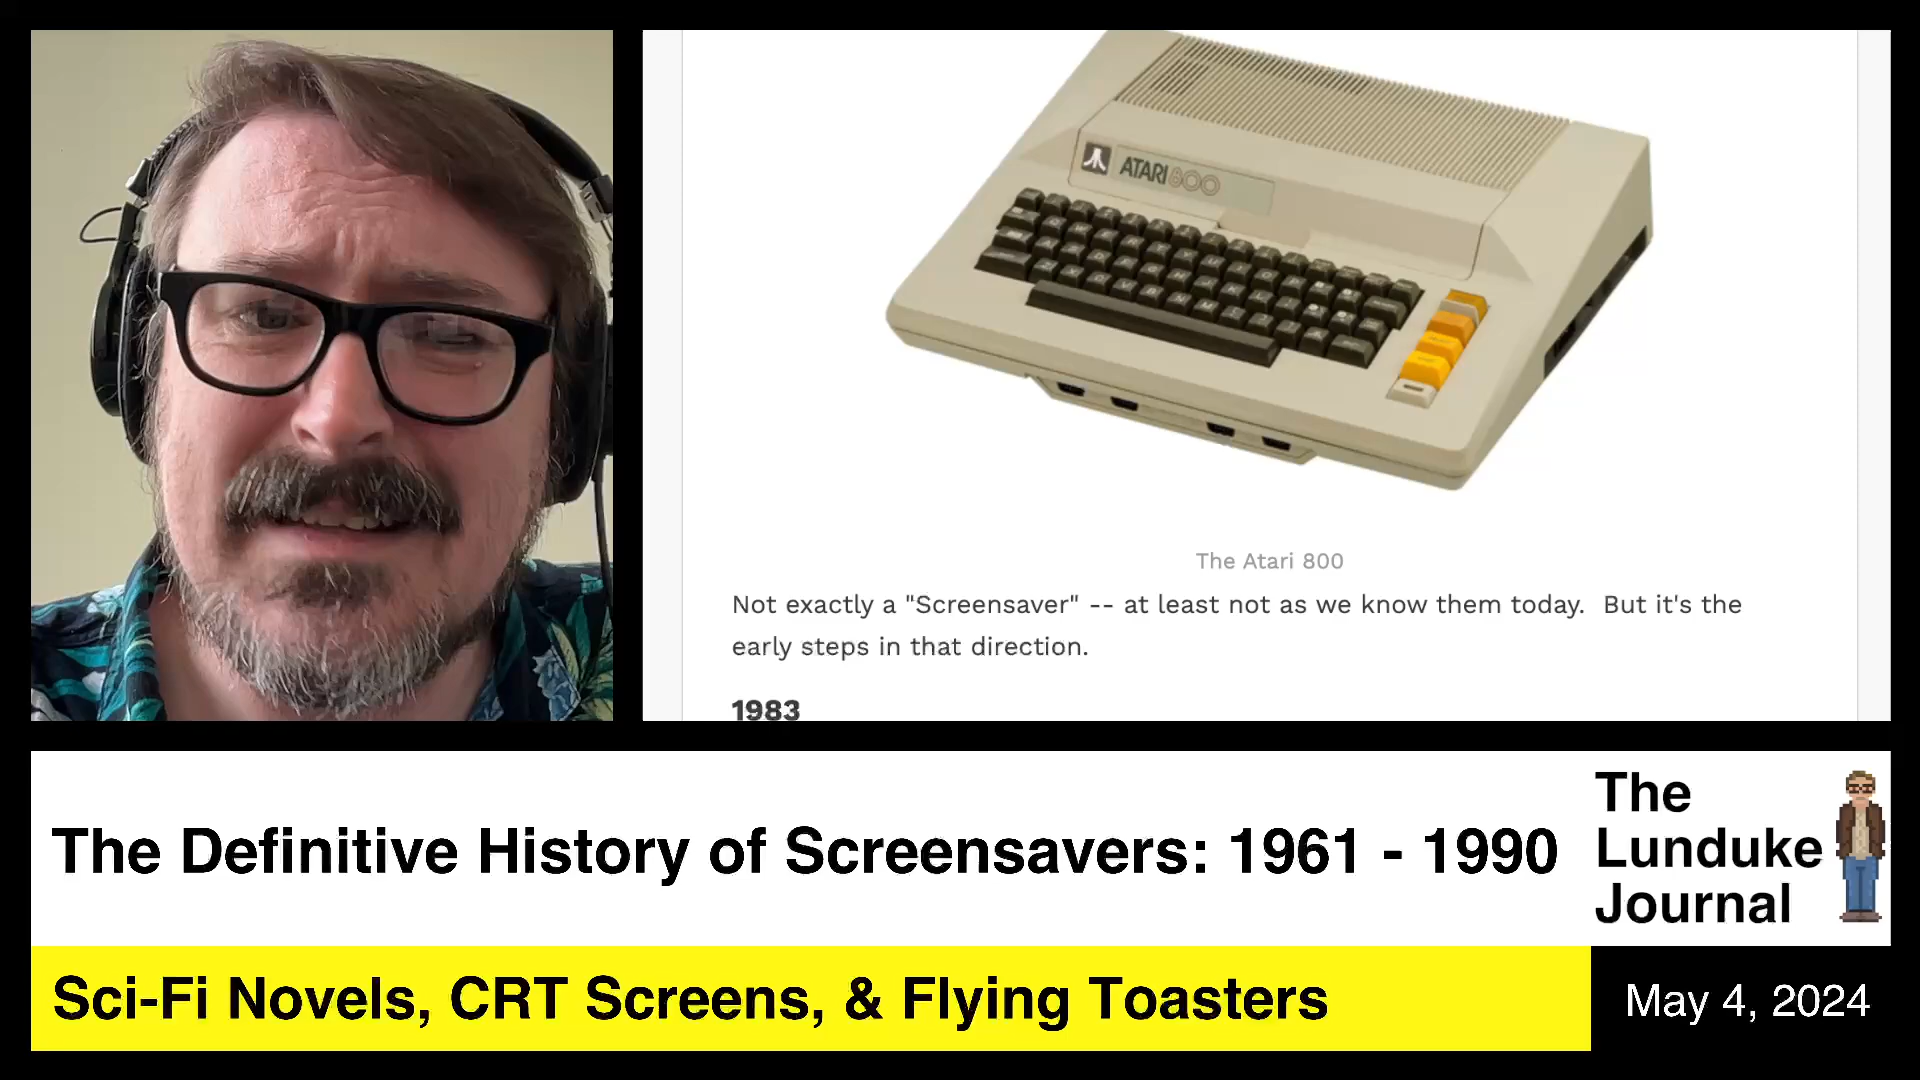 ATARI 800
The Atari 800
Not exactly a "Screensaver" -- at least not as we know them today.  But it's the
early steps in that direction.
1983
The Definitive History of Screensavers: 1961 - 1990
The
Lunduke
Journal
Sci-Fi Novels, CRT Screens, & Flying Toasters
May 4, 2024